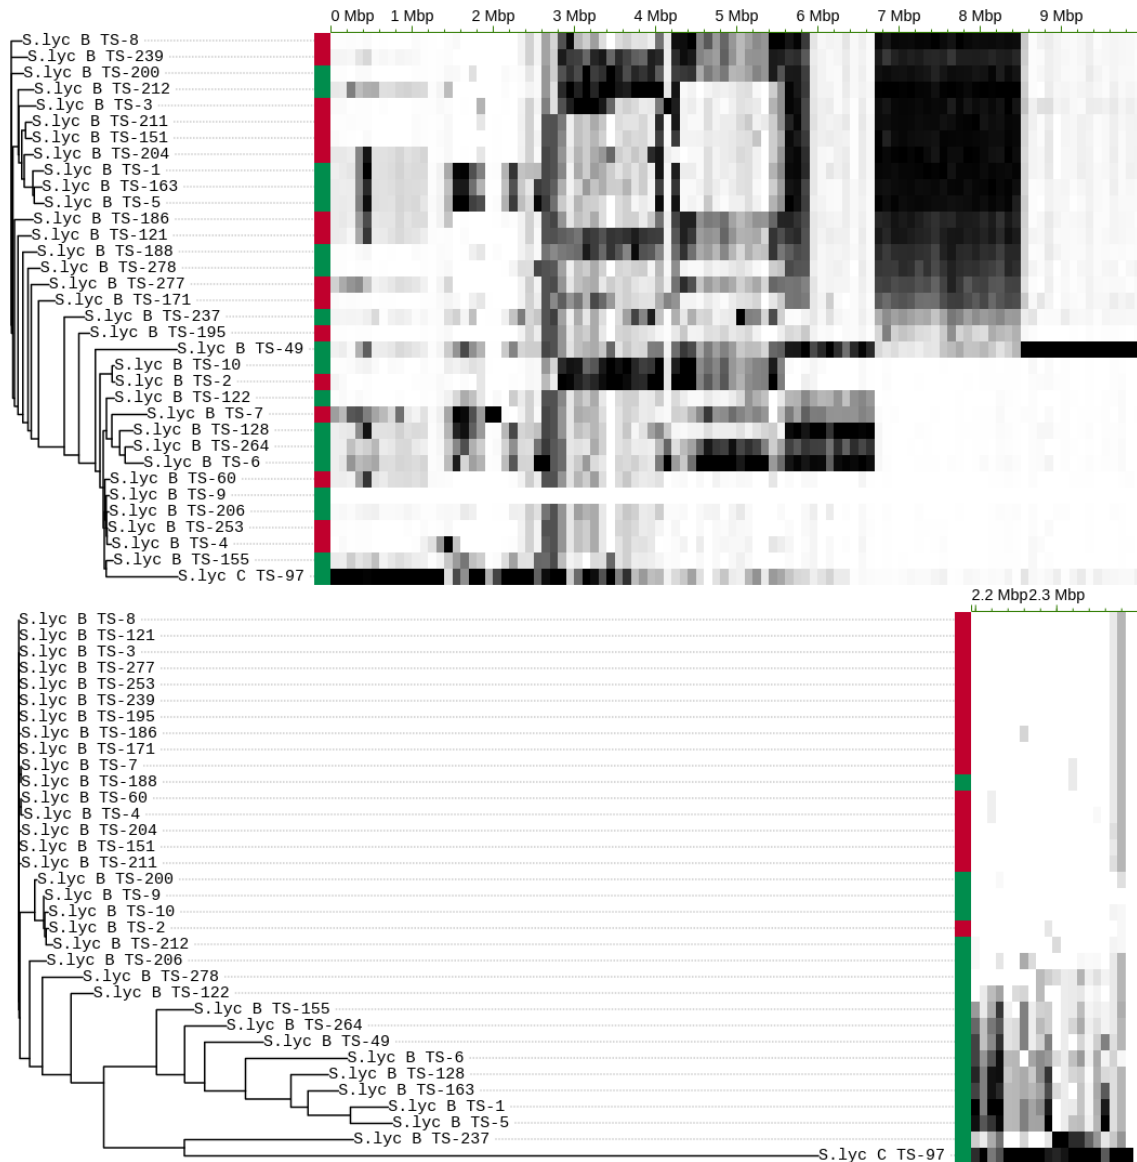 0 Mbp 1 Mbp 2 Mbp 3 Mbp 4 Mbp 5 Mbp 6 Mbp 7 Mbp 8 Mbp 9 Mbp
S.lyc B TS-8
S.lyc B TS-239
S.lyc B TS-200
S.lyc B TS-212
S.lyc B TS-3
S.lyc B TS-211
S.lyc B TS-151
S.lyc B TS-204
S.lyc B TS-1
S.lyc B TS-163
S.lyc B TS-5
S.lyc B TS-186
S.lyc B TS-121
S.lyc B TS-188
S.lyc B TS-278
S.lyc B TS-277
S.lyc B TS-171
S.lyc B TS-237
S.lyc B TS-195
S.lyc B TS-49
S.lyc B TS-10
S.lyc B TS-2
S.lyc B TS-122
S.lyc B TS-7
S.lyc B TS-128
S.lyc B TS-264
S.lyc B TS-6
S.lyc B TS-60
S.lyc B TS-9
S.lyc B TS-206
S.lyc B TS-253
S.lyc B TS-4
S.lyc B TS-155
S.lyc C TS-97
2.2 Mbp 2.3 Mbp
S.lyc B TS-8
S.lyc B TS-121
S.lyc B TS-3
S.lyc B TS-277
S.lyc B TS-253
S.lyc B TS-239
S.lyc B TS-195
S.lyc B TS-186
S.lyc B TS-171
S.lyc B TS-7
S.lyc B TS-188
S.lyc B TS-60
S.lyc B TS-4
S.lyc B TS-204
S.lyc B TS-151
S.lyc B TS-211
S.lyc B TS-200
S.lyc B TS-9
S.lyc B TS-10
S.lyc B TS-2
S.lyc B TS-212
S.lyc B TS-206
S.lyc B TS-278
S.lyc B TS-122
S.lyc B TS-155
S.lyc B TS-264
S.lyc B TS-49
S.lyc B TS-6
S.lyc B TS-128
S.lyc B TS-163
S.lyc B TS-1
S.lyc B TS-5
S.lyc B TS-237
S.lyc C TS-97